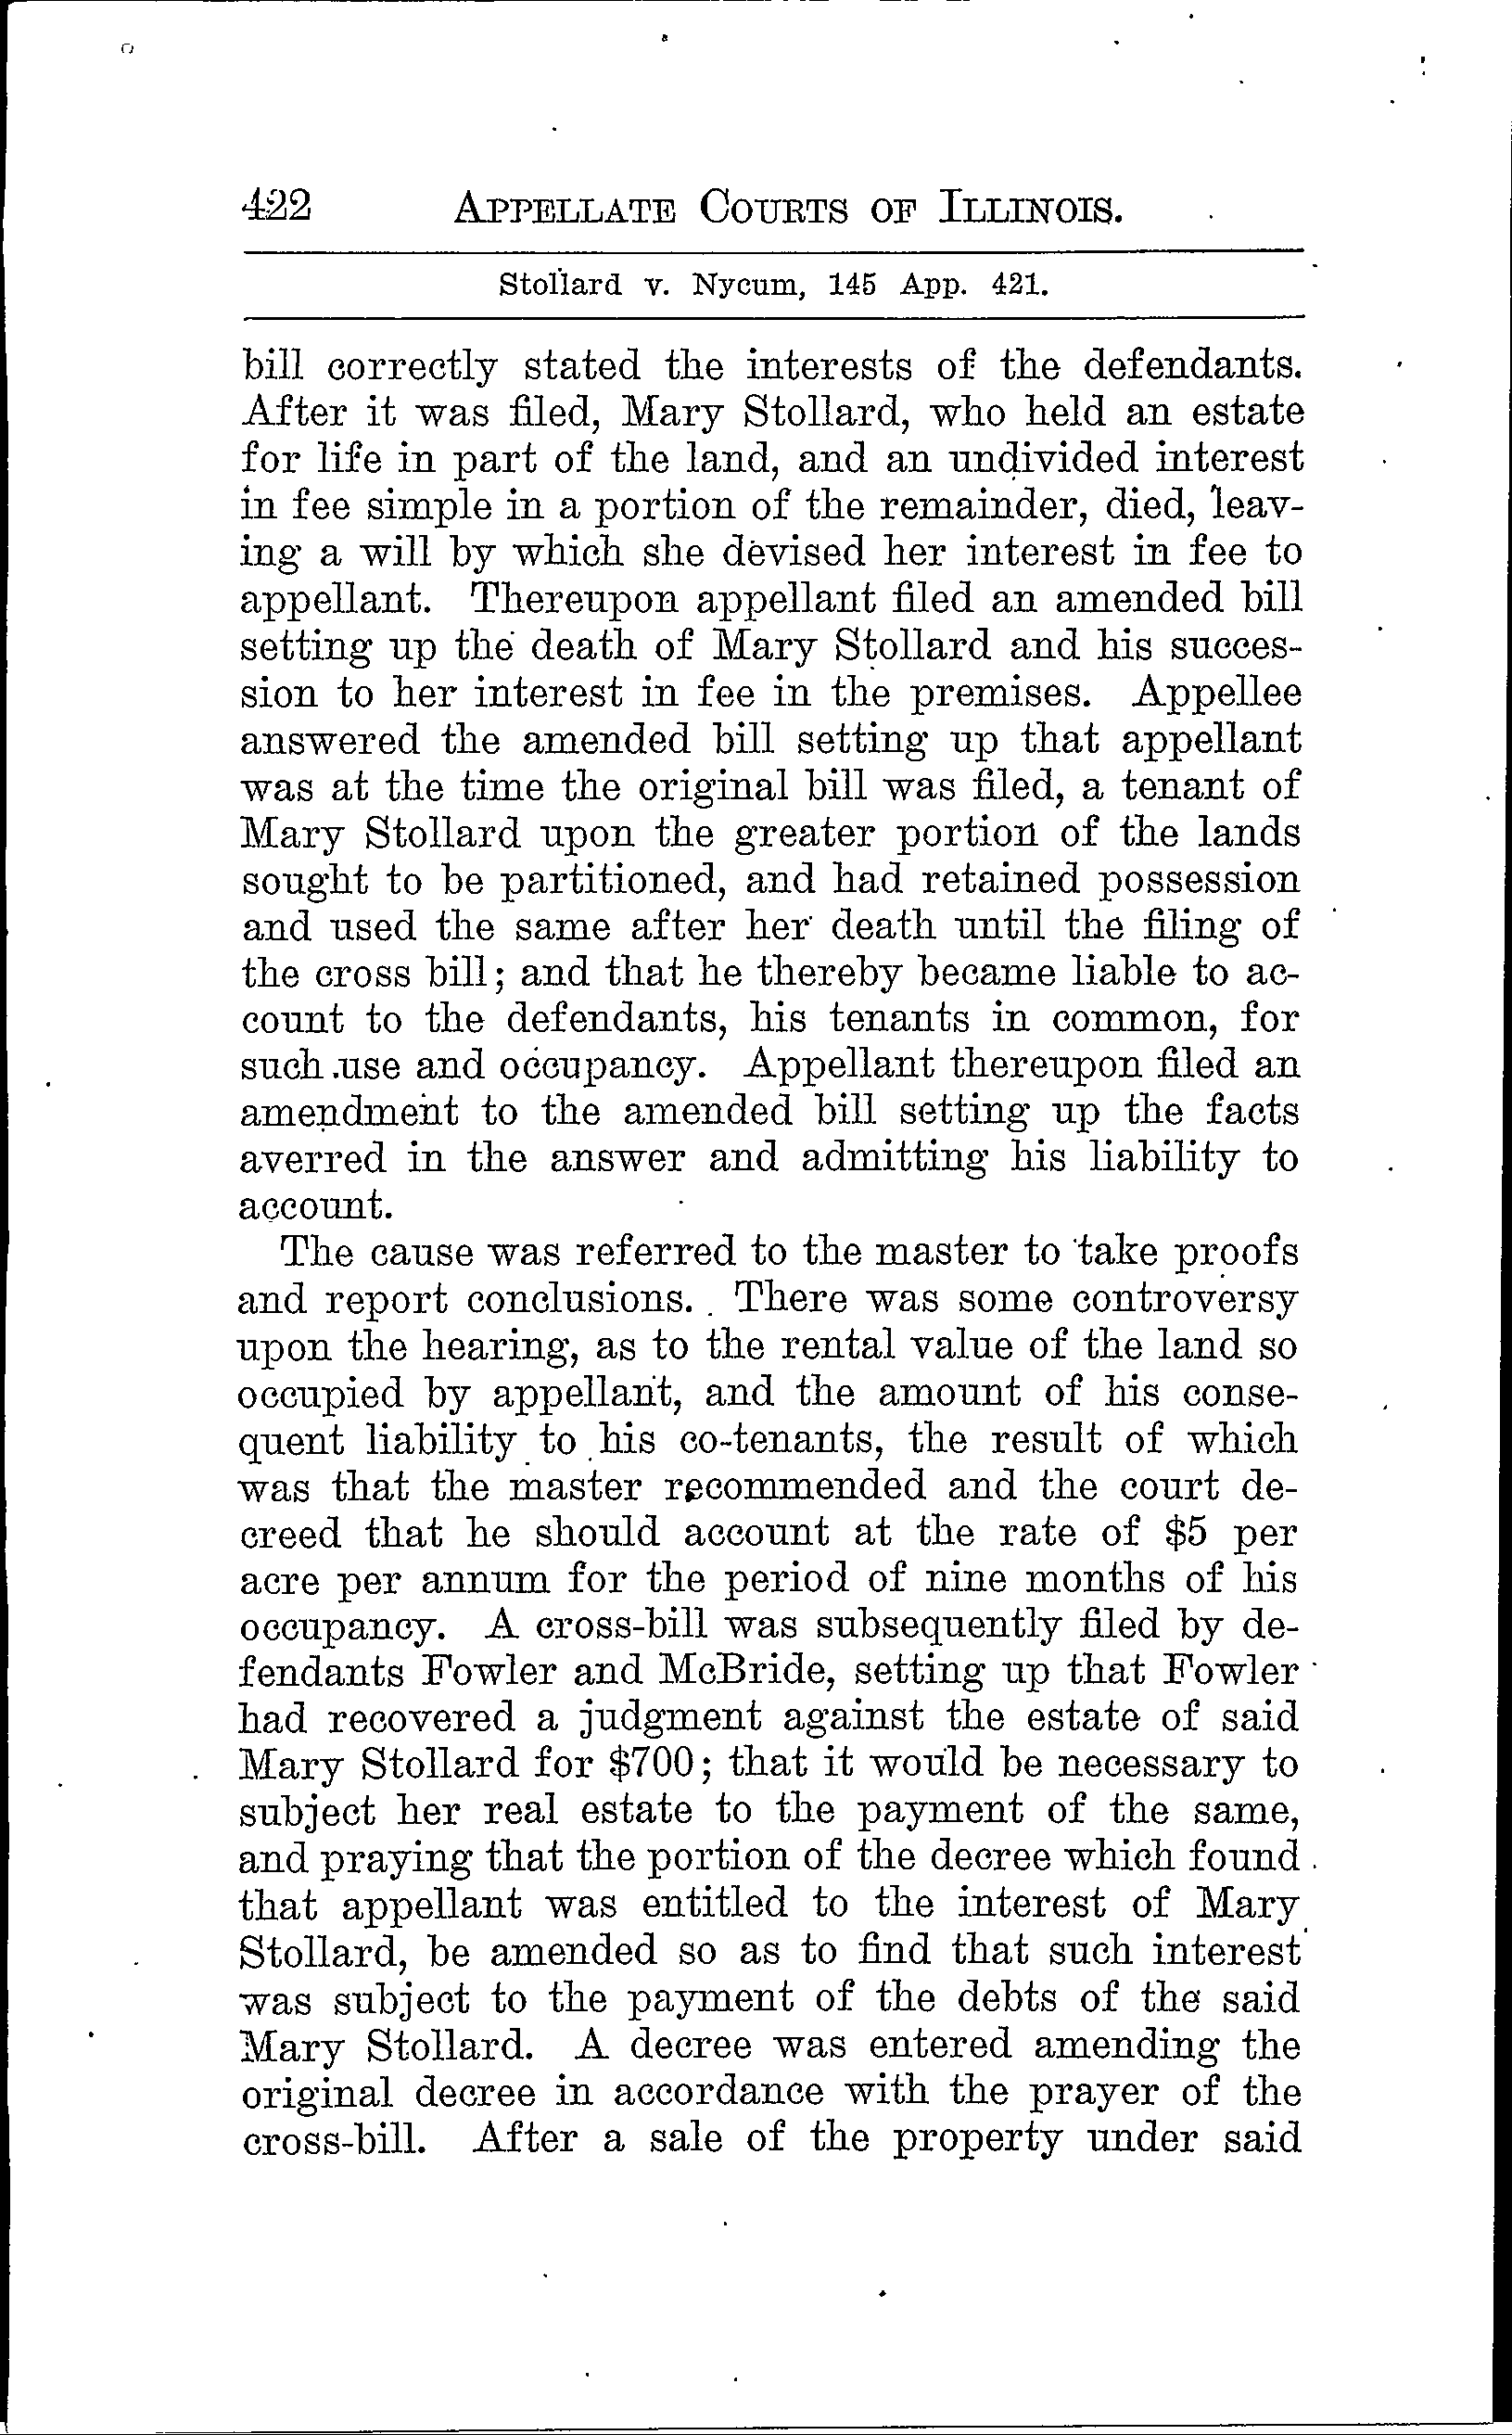 422 APPELLATE COURTS OF ILLINOIS.
Stollard v. Nycum, 145 App. 421.
bill correctly stated the interests of the defendants.
After it was filed, Mary Stollard, who held an estate
for life in part of the land, and an undivided interest
in fee simple in a portion of the remainder, died, leav-
ing a will by which she devised her interest in fee to
appellant. Thereupon appellant filed an amended bill
setting up the death of Mary Stollard and his succes-
sion to her interest in fee in the premises. Appellee
answered the amended bill setting up that appellant
was at the time the original bill was filed, a tenant of
Mary Stollard upon the greater portion of the lands
sought to be partitioned, and had retained possession
and used the same after her death until the filing of
the cross bill; and that he thereby became liable to ac-
count to the defendants, his tenants in common, for
such use and occupancy. Appellant thereupon filed an
amendment to the amended bill setting up the facts
averred in the answer and admitting his liability to
account.
The cause was referred to the master to take proofs
and report conclusions. There was some controversy
upon the hearing, as to the rental value of the land so
occupied by appellant, and the amount of his conse-
quent liability to his co-tenants, the result of which
was that the master recommended and the court de-
creed that he should account at the rate of $5 per
acre per annum for the period of nine months of his
occupancy. A cross-bill was subsequently filed by de-
fendants Fowler and McBride, setting up that Fowler
had recovered a judgment against the estate of said
Mary Stollard for $700; that it would be necessary to
subject her real estate to the payment of the same,
and praying that the portion of the decree which found
that appellant was entitled to the interest of Mary
Stollard, be amended so as to find that such interest
was subject to the payment of the debts of the said
Mary Stollard. A decree was entered amending the
original decree in accordance with the prayer of the
cross-bill. After a sale of the property under said